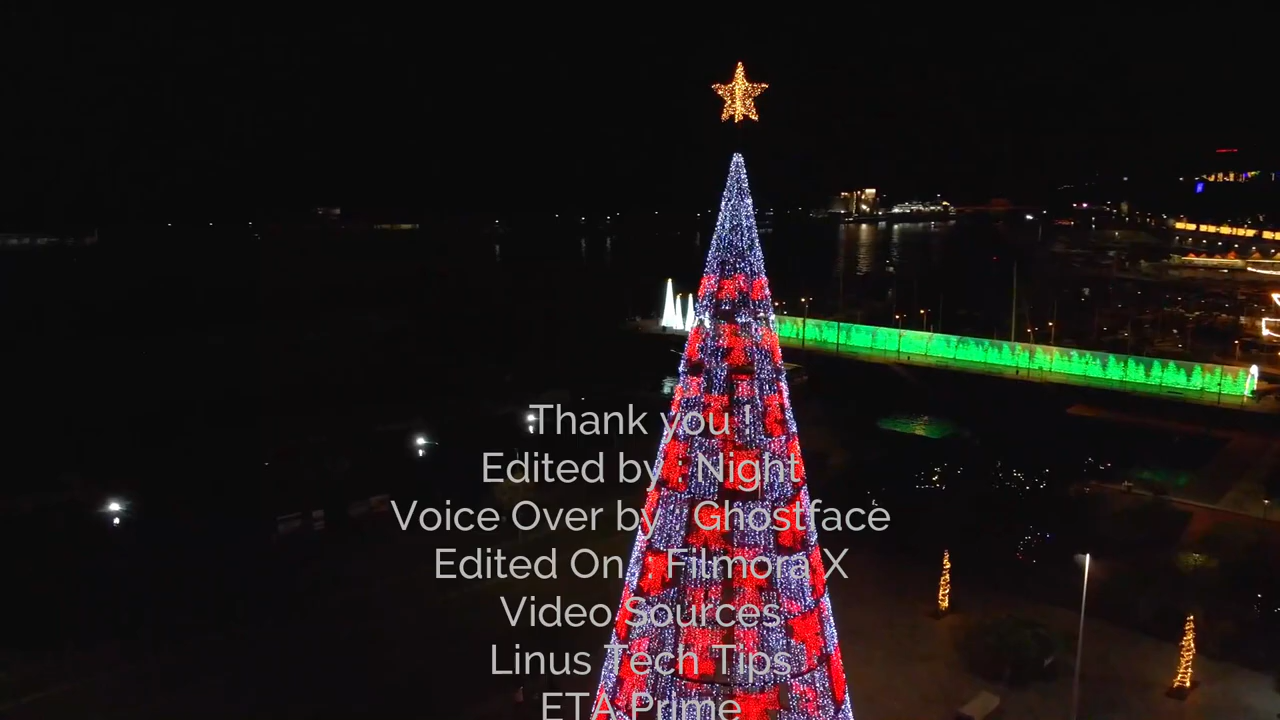 Thank you !
Edited by : Night
Voice Over by : Ghostface
Edited On : Filmora X
Video Sources
Linus Tech Tips
ETA Prime